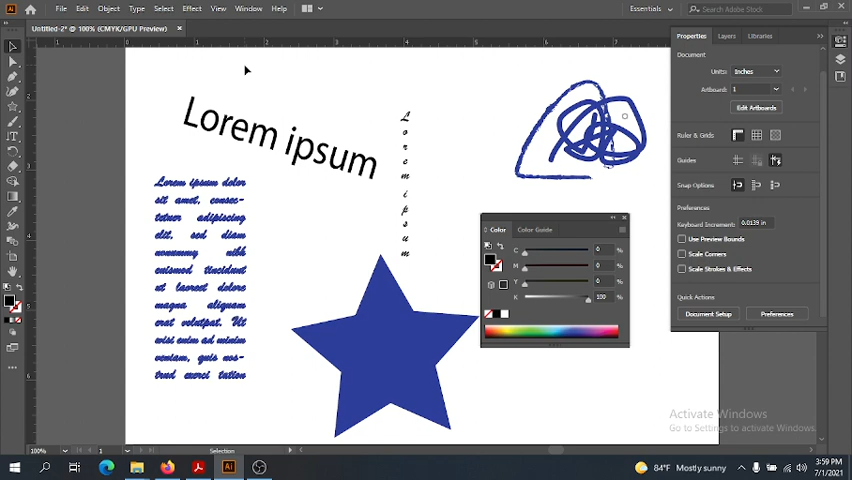 Ai File Edit Object Type Select Effect View Window Help Essentials Search Adobe Stock
Untitled-2* @ 100% (CMYK/GPU Preview)
Properties Layers Libraries
Document
Units: Inches
Artboard: 1
Edit Artboards
Ruler & Grids
Guides
Snap Options
Preferences
Keyboard Increment: 0.0139 in
Use Preview Bounds
Scale Corners
Scale Strokes & Effects
Quick Actions
Document Setup Preferences
Lorem ipsum
Lorem ipsum
Lorem ipsum dolor
sit amet, consec-
tetuer adipiscing
elit, sed diam
nonummy nibh
euismod tincidunt
ut laoreet dolore
magna aliquam
erat volutpat. Ut
wisi enim ad minim
veniam, quis nos-
trud exerci tation
Color Color Guide
C 0 %
M 0 %
Y 0 %
K 100 %
Activate Windows
Go to Settings to activate Windows.
100% 1 Selection
84°F Mostly sunny
3:59 PM
7/1/2021